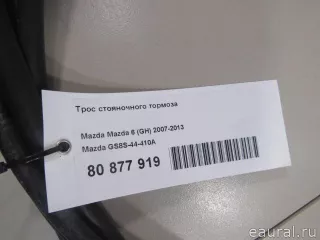 Трос стояночного тормоза
Mazda Mazda 6 (GH) 2007-2013
Mazda GS8S-44-410A
80 877 919
eaural.ru